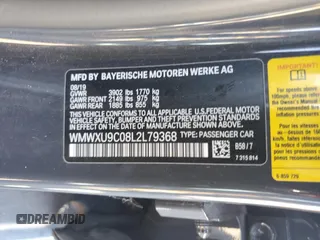 MFD BY BAYERISCHE MOTOREN WERKE AG
08/19
GVWR 3902 lbs 1770 kg
GAWR FRONT 2149 lbs 975 kg
GAWR REAR 1885 lbs 855 kg
THIS VEHICLE CONFORMS TO ALL APPLICABLE
U.S. FEDERAL MOTOR VEHICLE SAFETY,
BUMPER, AND THEFT PREVENTION STANDARDS
IN EFFECT ON THE DATE OF MANUFACTURE
SHOWN ABOVE.
WMWXU9C08L2L79368 TYPE: PASSENGER CAR
B58 / 7
7 315 814
DREAMBID